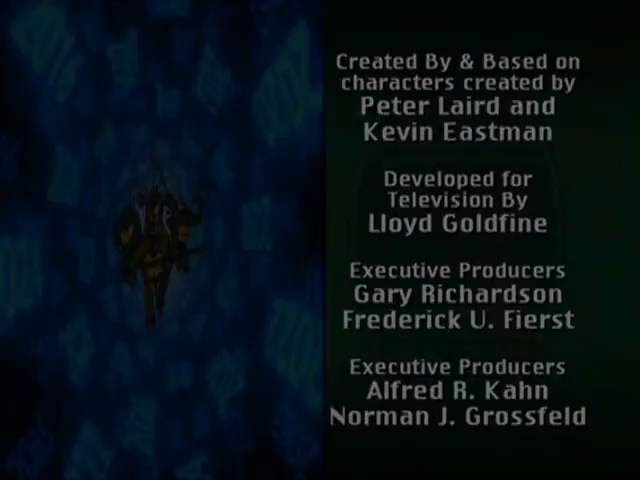 Created By & Based on
characters created by
Peter Laird and
Kevin Eastman
Developed for
Television By
Lloyd Goldfine
Executive Producers
Gary Richardson
Frederick U. Fierst
Executive Producers
Alfred R. Kahn
Norman J. Grossfeld